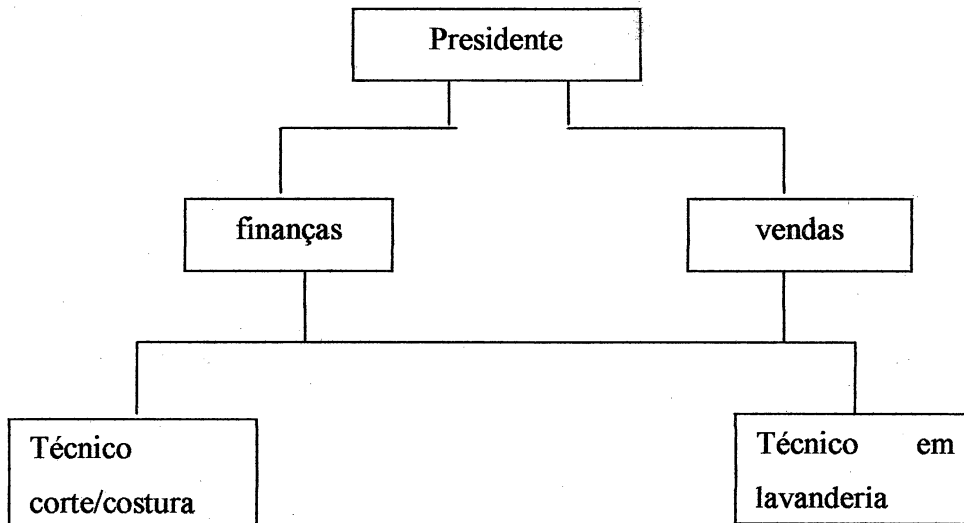 Presidente
finanças
vendas
Técnico
corte/costura
Técnico em
lavanderia